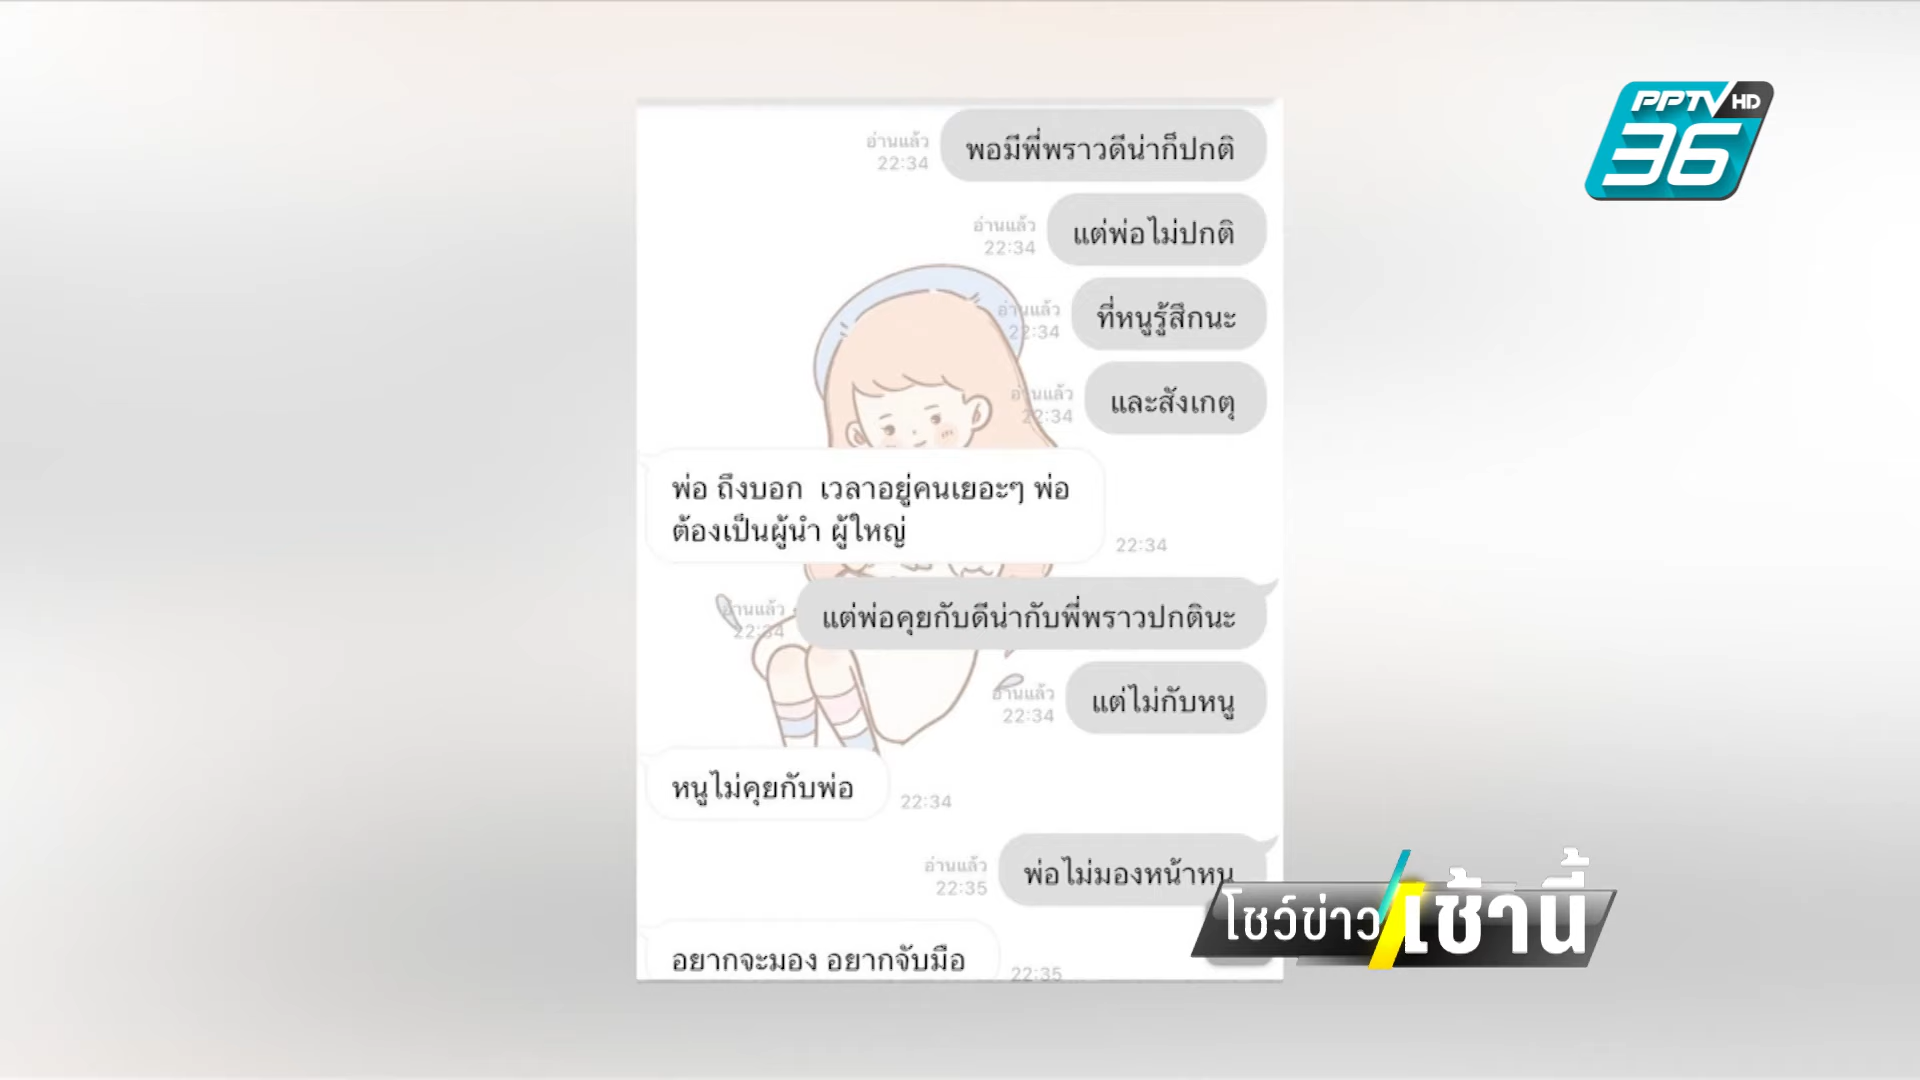 PPTV HD
36
พอมีพี่พราวดีน่าก็ปกติ
อ่านแล้ว
22:34
แต่พ่อไม่ปกติ
อ่านแล้ว
22:34
ที่หนูรู้สึกนะ
อ่านแล้ว
22:34
และสังเกตุ
อ่านแล้ว
22:34
พ่อ ถึงบอก เวลาอยู่คนเยอะๆ พ่อ
ต้องเป็นผู้นำ ผู้ใหญ่
22:34
แต่พ่อคุยกับดีน่ากับพี่พราวปกตินะ
อ่านแล้ว
22:34
แต่ไม่กับหนู
อ่านแล้ว
22:34
หนูไม่คุยกับพ่อ
22:34
พ่อไม่มองหน้าหนู
อ่านแล้ว
22:35
อยากจะมอง อยากจับมือ
22:35
โชว์ข่าวเช้านี้